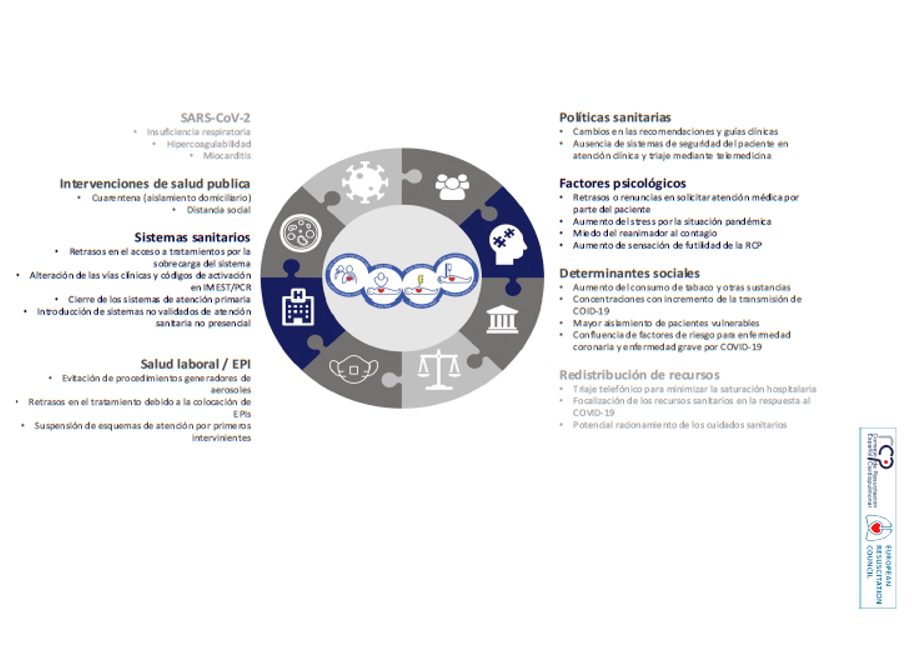 SARS-CoV-2
• Insuficiencia respiratoria
• Hipercoagulabilidad
• Miocarditis
Intervenciones de salud publica
• Cuarentena (aislamiento domiciliario)
• Distancia social
Sistemas sanitarios
• Retrasos en el acceso a tratamientos por la
sobrecarga del sistema
• Alteración de las vías clínicas y códigos de activación
en IMEST/PCR
• Cierre de los sistemas de atención primaria
• Introducción de sistemas no validados de atención
sanitaria no presencial
Salud laboral / EPI
• Evitación de procedimientos generadores de
aerosoles
• Retrasos en el tratamiento debido a la colocación de
EPIs
• Suspensión de esquemas de atención por primeros
intervinientes
Políticas sanitarias
• Cambios en las recomendaciones y guías clínicas
• Ausencia de sistemas de seguridad del paciente en
atención clínica y triaje mediante telemedicina
Factores psicológicos
• Retrasos o renuncias en solicitar atención médica por
parte del paciente
• Aumento del stress por la situación pandémica
• Miedo del reanimador al contagio
• Aumento de sensación de futilidad de la RCP
Determinantes sociales
• Aumento del consumo de tabaco y otras sustancias
• Concentraciones con incremento de la transmisión de
COID-19
• Mayor aislamiento de pacientes vulnerables
• Confluencia de factores de riesgo para enfermedad
coronaria y enfermedad grave por COVID-19
Redistribución de recursos
• Triaje telefónico para minimizar la saturación hospitalaria
• Focalización de los recursos sanitarios en la respuesta al
COVID-19
• Potencial racionamiento de los cuidados sanitarios
rcp
Consejo de Resucitación
Español Cardiopulmonar
EUROPEAN
RESUSCITATION
COUNCIL